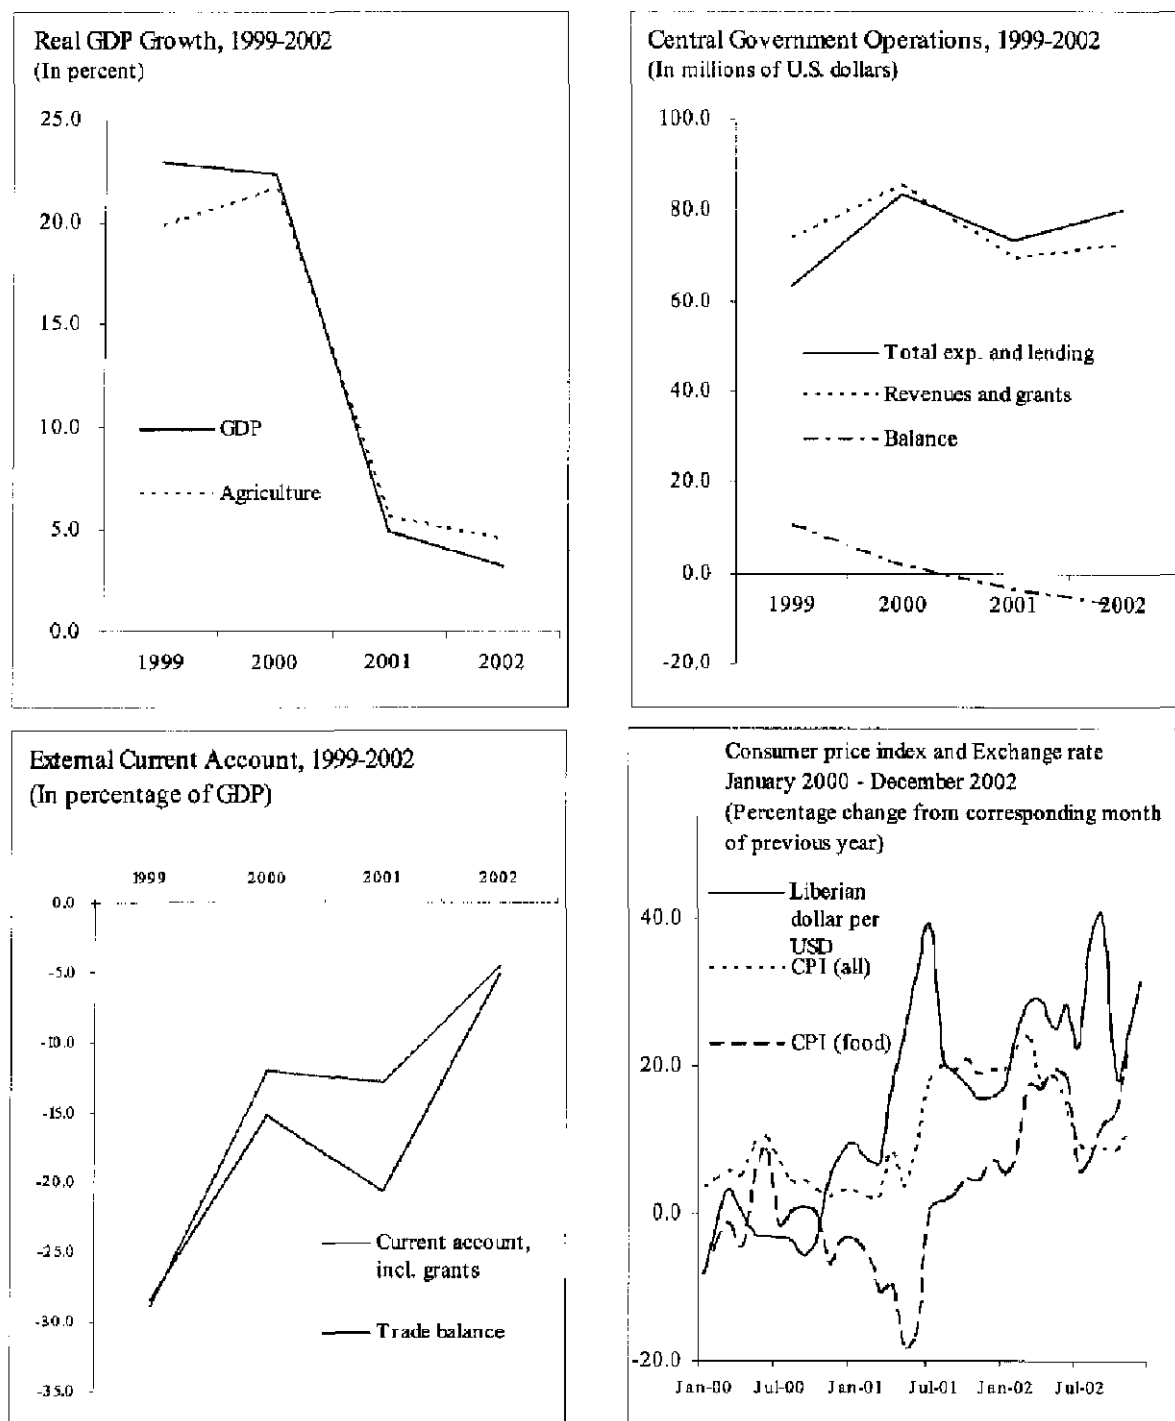 Real GDP Growth, 1999-2002
(In percent)
25.0
20.0
15.0
10.0
5.0
0.0
GDP
Agriculture
1999 2000 2001 2002
Central Government Operations, 1999-2002
(In millions of U.S. dollars)
100.0
80.0
60.0
40.0
20.0
0.0
-20.0
Total exp. and lending
Revenues and grants
Balance
1999 2000 2001 2002
External Current Account, 1999-2002
(In percentage of GDP)
1999 2000 2001 2002
0.0
-5.0
-10.0
-15.0
-20.0
-25.0
-30.0
-35.0
Current account,
incl. grants
Trade balance
Consumer price index and Exchange rate
January 2000 - December 2002
(Percentage change from corresponding month
of previous year)
Liberian
dollar per
USD
CPI (all)
CPI (food)
40.0
20.0
0.0
-20.0
Jan-00 Jul-00 Jan-01 Jul-01 Jan-02 Jul-02